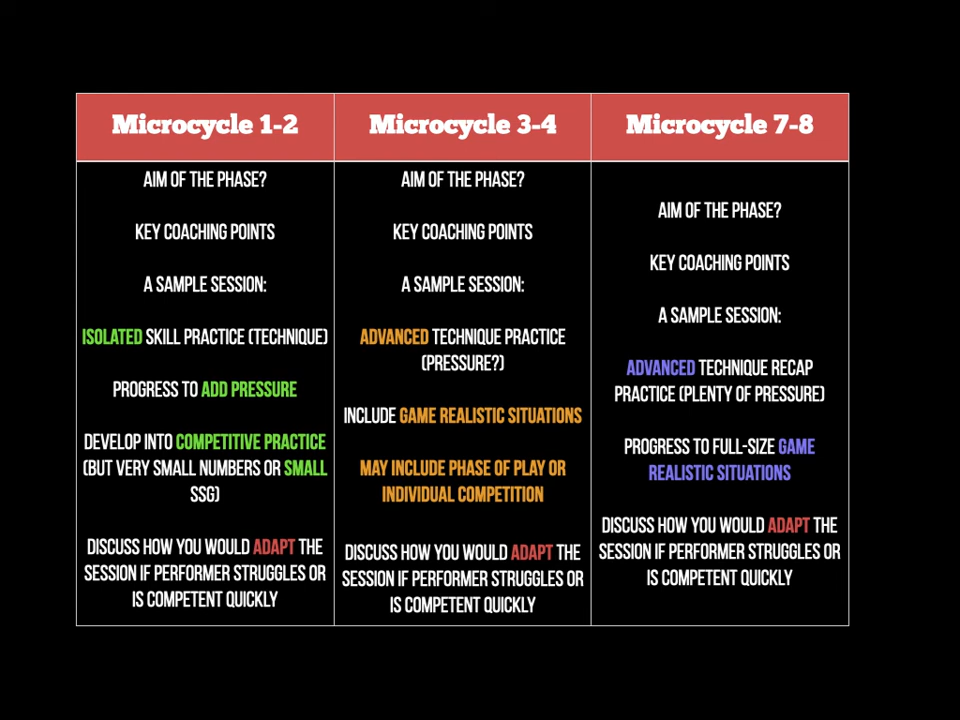 Microcycle 1-2
AIM OF THE PHASE?
KEY COACHING POINTS
A SAMPLE SESSION:
ISOLATED SKILL PRACTICE (TECHNIQUE)
PROGRESS TO ADD PRESSURE
DEVELOP INTO COMPETITIVE PRACTICE
(BUT VERY SMALL NUMBERS OR SMALL
SSG)
DISCUSS HOW YOU WOULD ADAPT THE
SESSION IF PERFORMER STRUGGLES OR
IS COMPETENT QUICKLY
Microcycle 3-4
AIM OF THE PHASE?
KEY COACHING POINTS
A SAMPLE SESSION:
ADVANCED TECHNIQUE PRACTICE
(PRESSURE?)
INCLUDE GAME REALISTIC SITUATIONS
MAY INCLUDE PHASE OF PLAY OR
INDIVIDUAL COMPETITION
DISCUSS HOW YOU WOULD ADAPT THE
SESSION IF PERFORMER STRUGGLES OR
IS COMPETENT QUICKLY
Microcycle 7-8
AIM OF THE PHASE?
KEY COACHING POINTS
A SAMPLE SESSION:
ADVANCED TECHNIQUE RECAP
PRACTICE (PLENTY OF PRESSURE)
PROGRESS TO FULL-SIZE GAME
REALISTIC SITUATIONS
DISCUSS HOW YOU WOULD ADAPT THE
SESSION IF PERFORMER STRUGGLES OR
IS COMPETENT QUICKLY